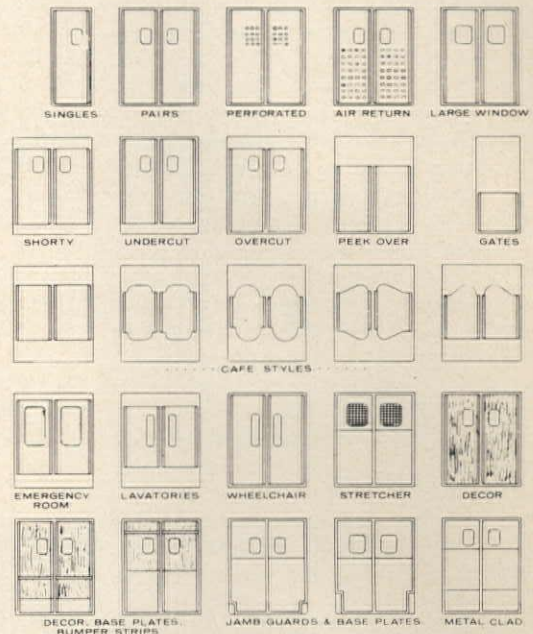 SINGLES PAIRS PERFORATED AIR RETURN LARGE WINDOW
SHORTY UNDERCUT OVERCUT PEEK OVER GATES
CAFE STYLES
EMERGENCY ROOM LAVATORIES WHEELCHAIR STRETCHER DECOR
DECOR, BASE PLATES, BUMPER STRIPS JAMB GUARDS & BASE PLATES METAL CLAD